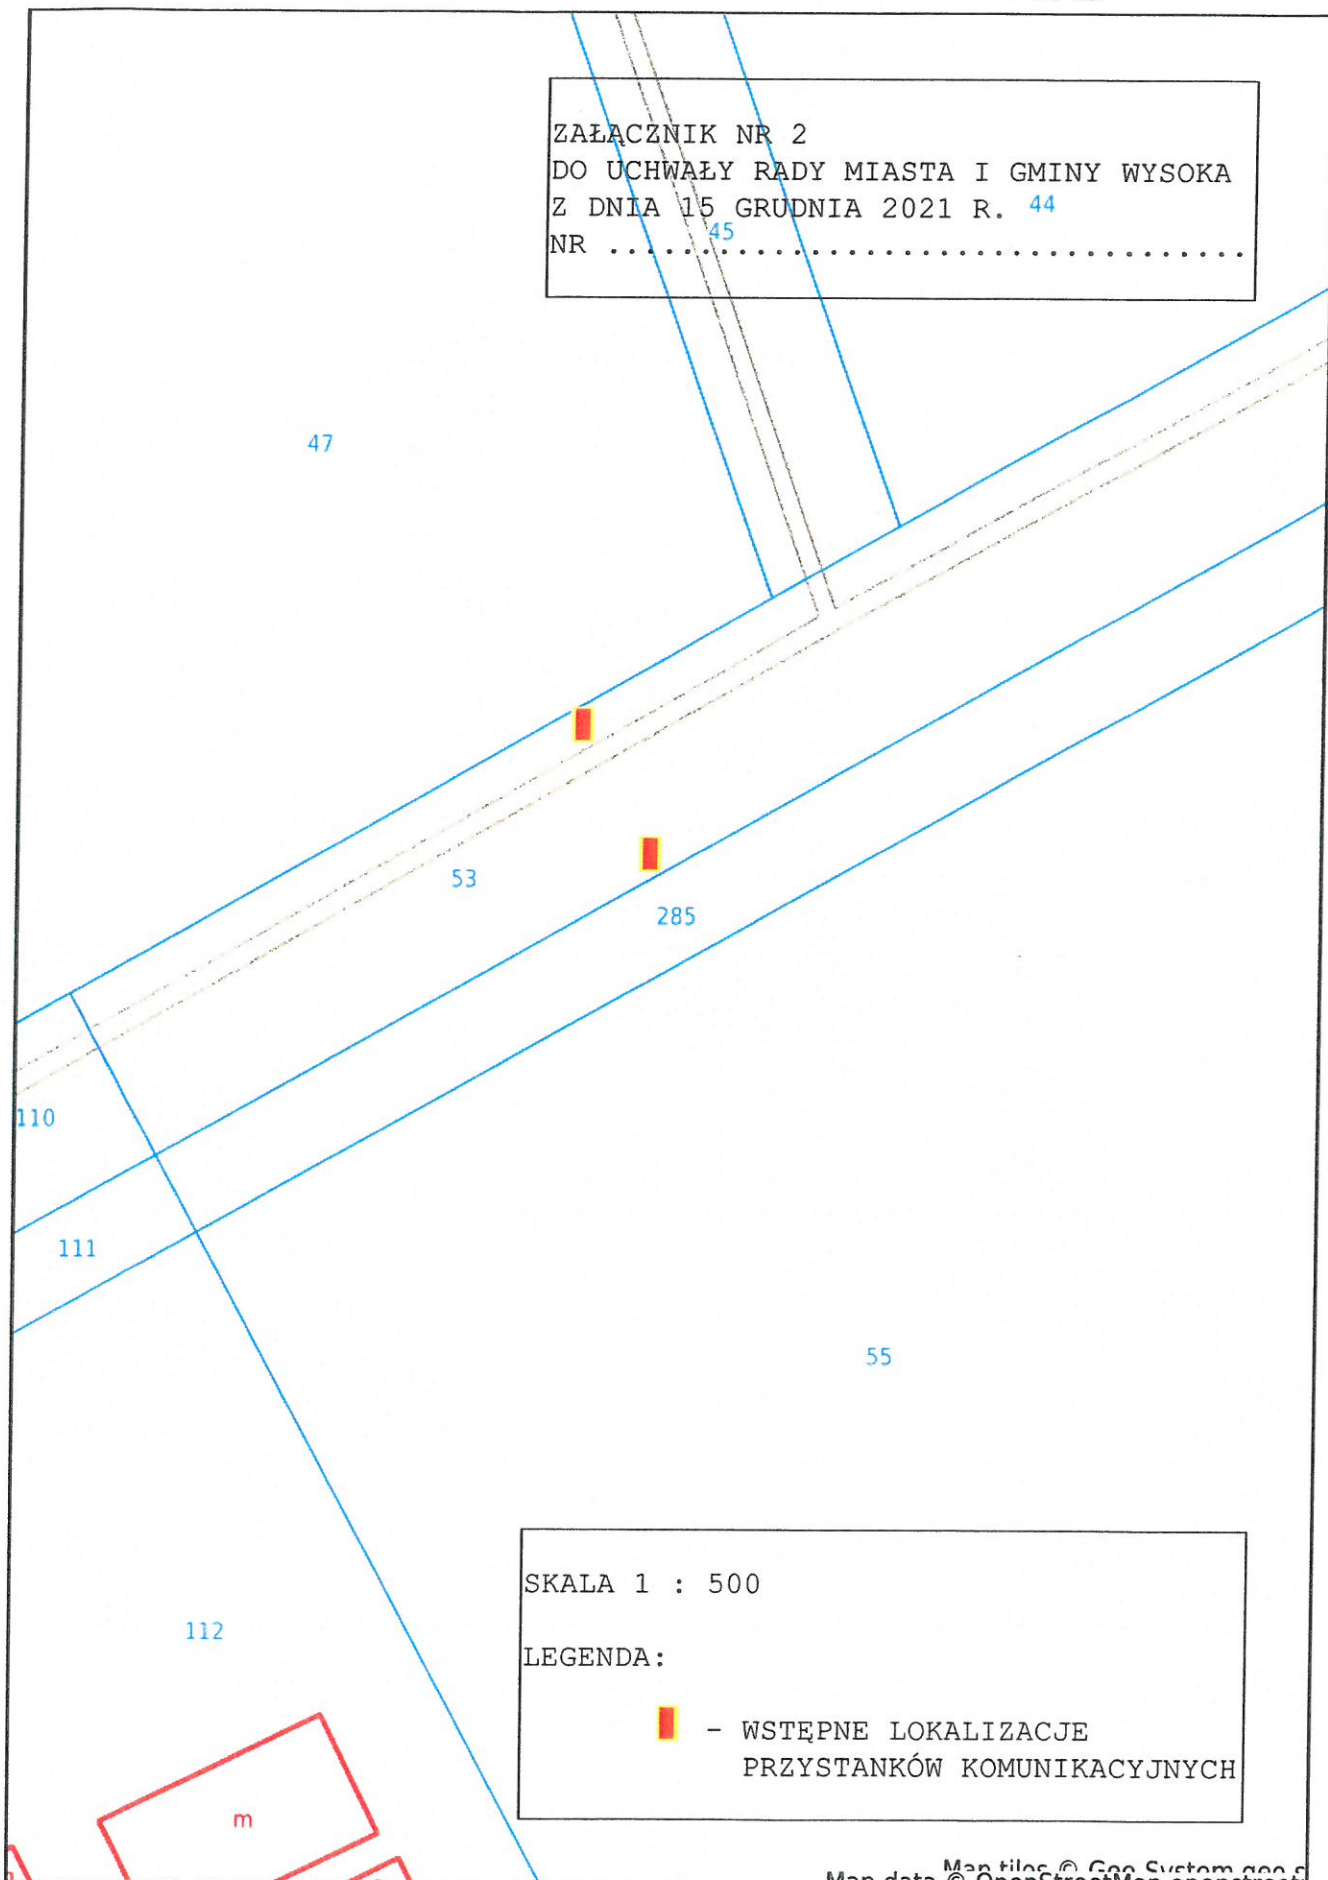 ZAŁĄCZNIK NR 2
DO UCHWAŁY RADY MIASTA I GMINY WYSOKA
Z DNIA 15 GRUDNIA 2021 R. 44
45
NR ...................................
47
53
285
110
111
55
112
SKALA 1 : 500
LEGENDA:
- WSTĘPNE LOKALIZACJE
PRZYSTANKÓW KOMUNIKACYJNYCH
m
Map tiles © Geo System
Map data © OpenStreetMap